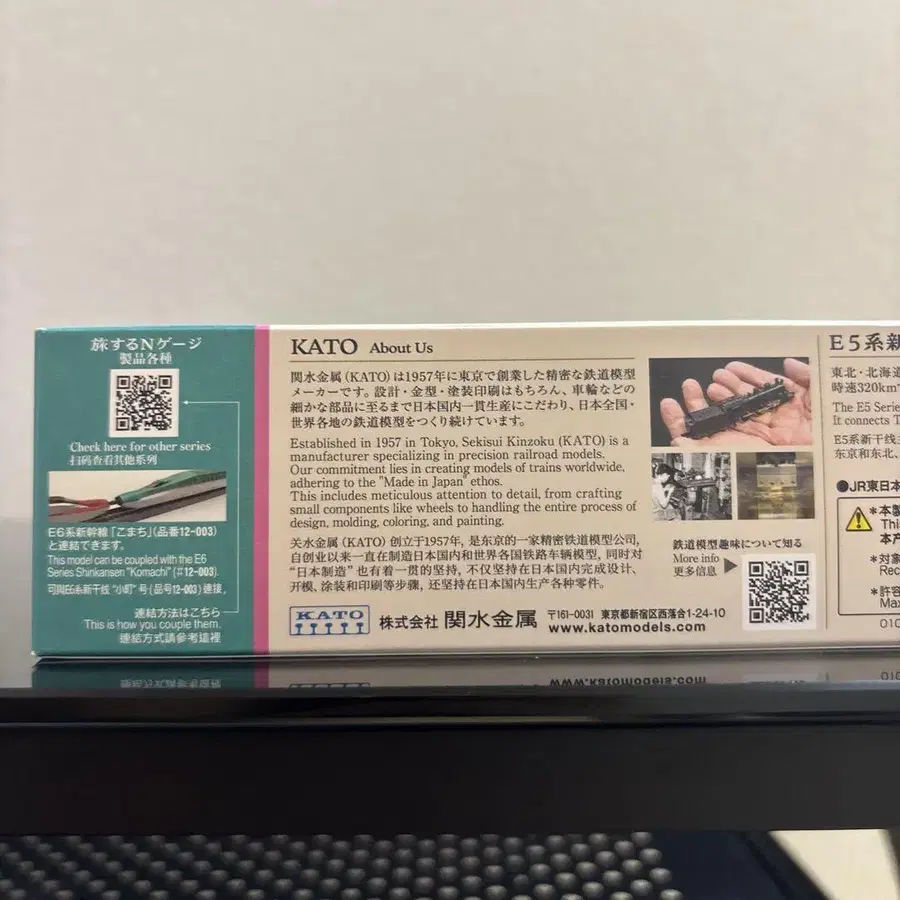 旅するNゲージ
製品各種
Check here for other series
扫码查看其他系列
E6系新幹線「こまち」(品番12-003)
と連結できます。
This model can be coupled with the E6
Series Shinkansen "Komachi" (#12-003).
可與E6系新干线"小町"号(品号12-003)連接。
連結方法はこちら
This is how you couple them.
連結方式請参考這裡
KATO About Us
関水金属(KATO)は1957年に東京で創業した精密な鉄道模型
メーカーです。設計・金型・塗装印刷はもちろん、車輪などの
細かな部品に至るまで日本国内一貫生産にこだわり、日本全国・
世界各地の鉄道模型をつくり続けています。
Established in 1957 in Tokyo, Sekisui Kinzoku (KATO) is a
manufacturer specializing in precision railroad models.
Our commitment lies in creating models of trains worldwide,
adhering to the "Made in Japan" ethos.
This includes meticulous attention to detail, from crafting
small components like wheels to handling the entire process of
design, molding, coloring, and painting.
关水金属(KATO)创立于1957年, 是东京的一家精密铁道模型公司,
自创业以来一直在制造日本国内和世界各国铁路车辆模型, 同时对
"日本制造"也有着一贯的坚持, 不仅坚持在日本国内完成设计、
开模、涂装和印刷等步骤, 还坚持在日本国内生产各种零件。
KATO
株式会社 関水金属
〒161-0031 東京都新宿区西落合1-24-10
www.katomodels.com
鉄道模型趣味について知る
More info
更多信息
E5系新
東北・北海道
時速320km
The E5 Serie
It connects T
E5系新干线
东京和东北、
●JR東日本
*本製
This
本产
*対象
Rec
*許容
Max
010